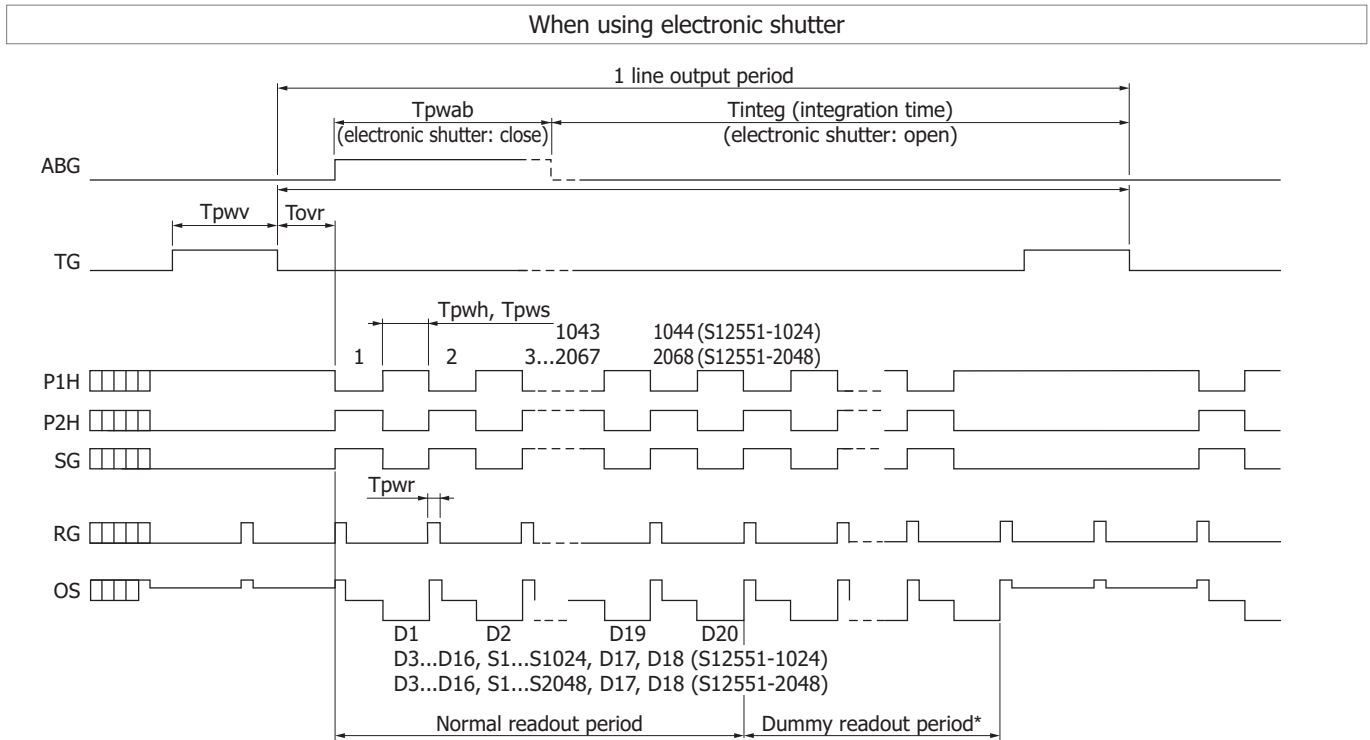 When using electronic shutter
1 line output period
Tpwab
Tinteg (integration time)
(electronic shutter: close)
(electronic shutter: open)
ABG
Tpwv
Tovr
TG
Tpwh, Tpws
1043
1044 (S12551-1024)
1
2
3...2067
2068 (S12551-2048)
P1H
P2H
SG
Tpwr
RG
OS
D1
D2
D19
D20
D3...D16, S1...S1024, D17, D18 (S12551-1024)
D3...D16, S1...S2048, D17, D18 (S12551-2048)
Normal readout period
Dummy readout period*